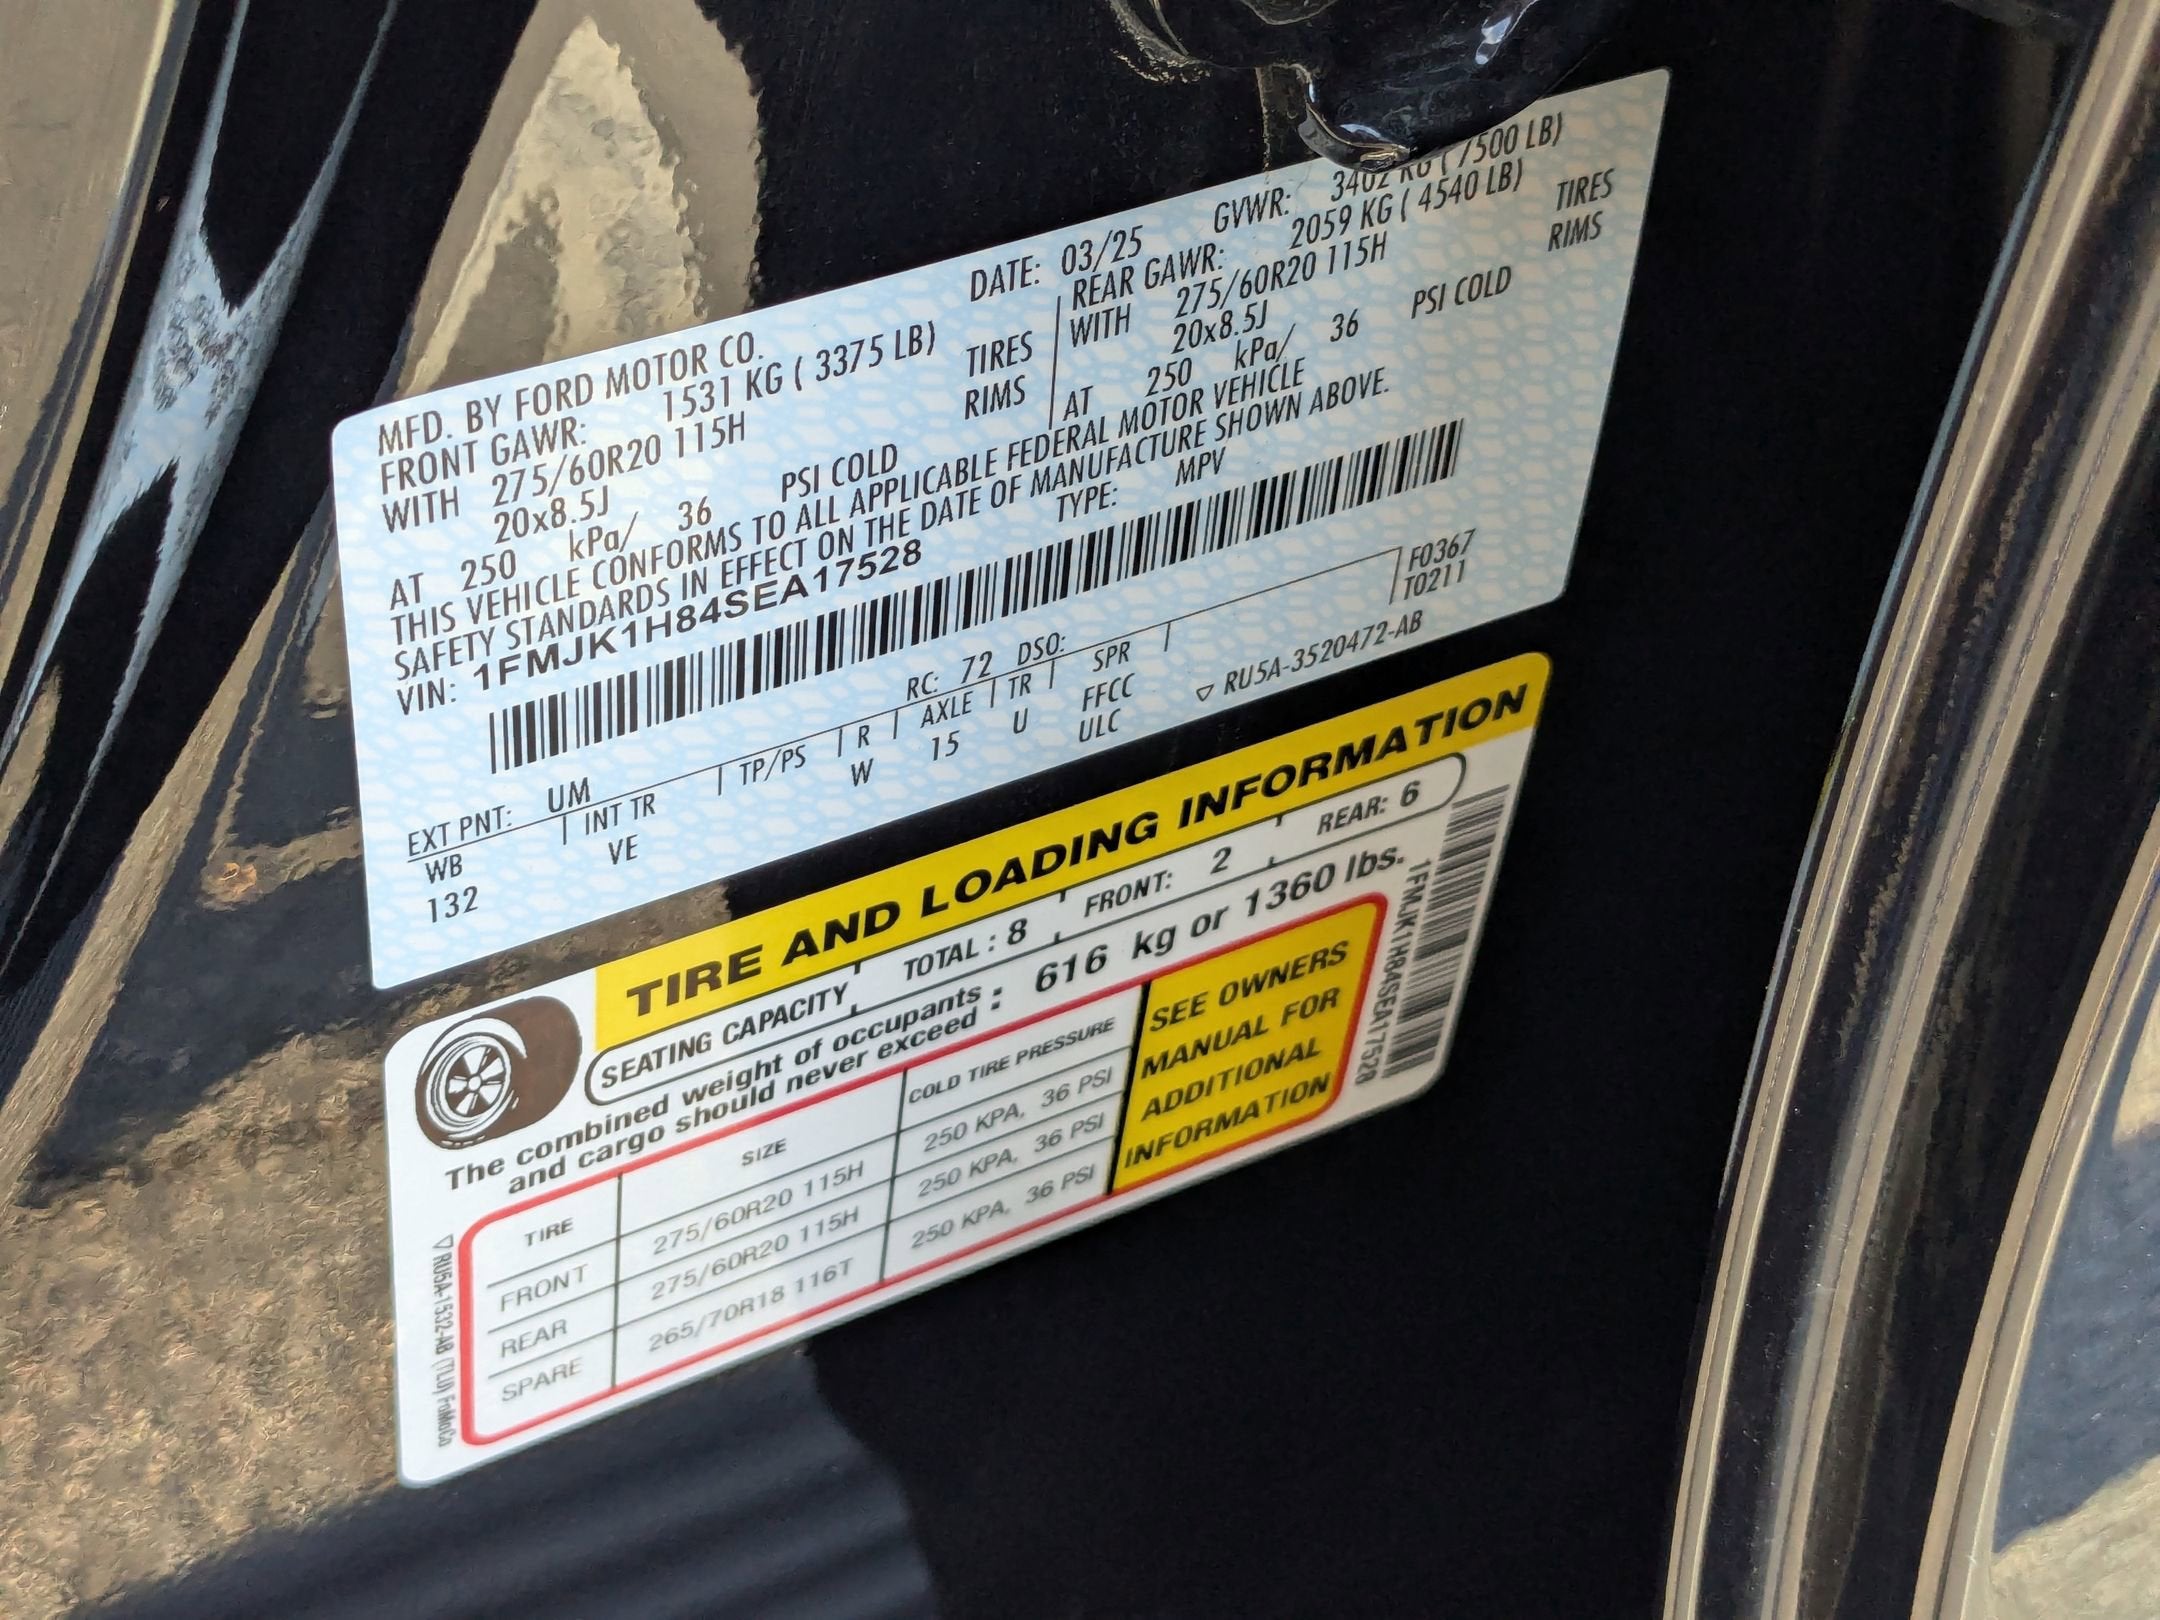 MFD. BY FORD MOTOR CO. DATE: 03/25 GVWR: 3402 KG ( 7500 LB)
FRONT GAWR: 1531 KG ( 3375 LB) REAR GAWR: 2059 KG ( 4540 LB)
WITH 275/60R20 115H TIRES WITH 275/60R20 115H TIRES
20x8.5J RIMS 20x8.5J RIMS
AT 250 kPa/ 36 PSI COLD AT 250 kPa/ 36 PSI COLD
THIS VEHICLE CONFORMS TO ALL APPLICABLE FEDERAL MOTOR VEHICLE
SAFETY STANDARDS IN EFFECT ON THE DATE OF MANUFACTURE SHOWN ABOVE.
VIN: 1FMJK1H84SEA17528 TYPE: MPV
F0367
T0211
EXT PNT: UM RC: 72 DSO:
WB INT TR TP/PS R AXLE TR SPR
132 VE W 15 U FFCC
ULC
▽ RU5A-3520472-AB
TIRE AND LOADING INFORMATION
SEATING CAPACITY TOTAL : 8 FRONT: 2 REAR: 6
The combined weight of occupants
and cargo should never exceed : 616 kg or 1360 lbs.
TIRE SIZE COLD TIRE PRESSURE
FRONT 275/60R20 115H 250 KPA, 36 PSI
REAR 275/60R20 115H 250 KPA, 36 PSI
SPARE 265/70R18 116T 250 KPA, 36 PSI
SEE OWNERS
MANUAL FOR
ADDITIONAL
INFORMATION
1FMJK1H84SEA17528
▽ RU5A-1532-AB (TLU) FoMoCo